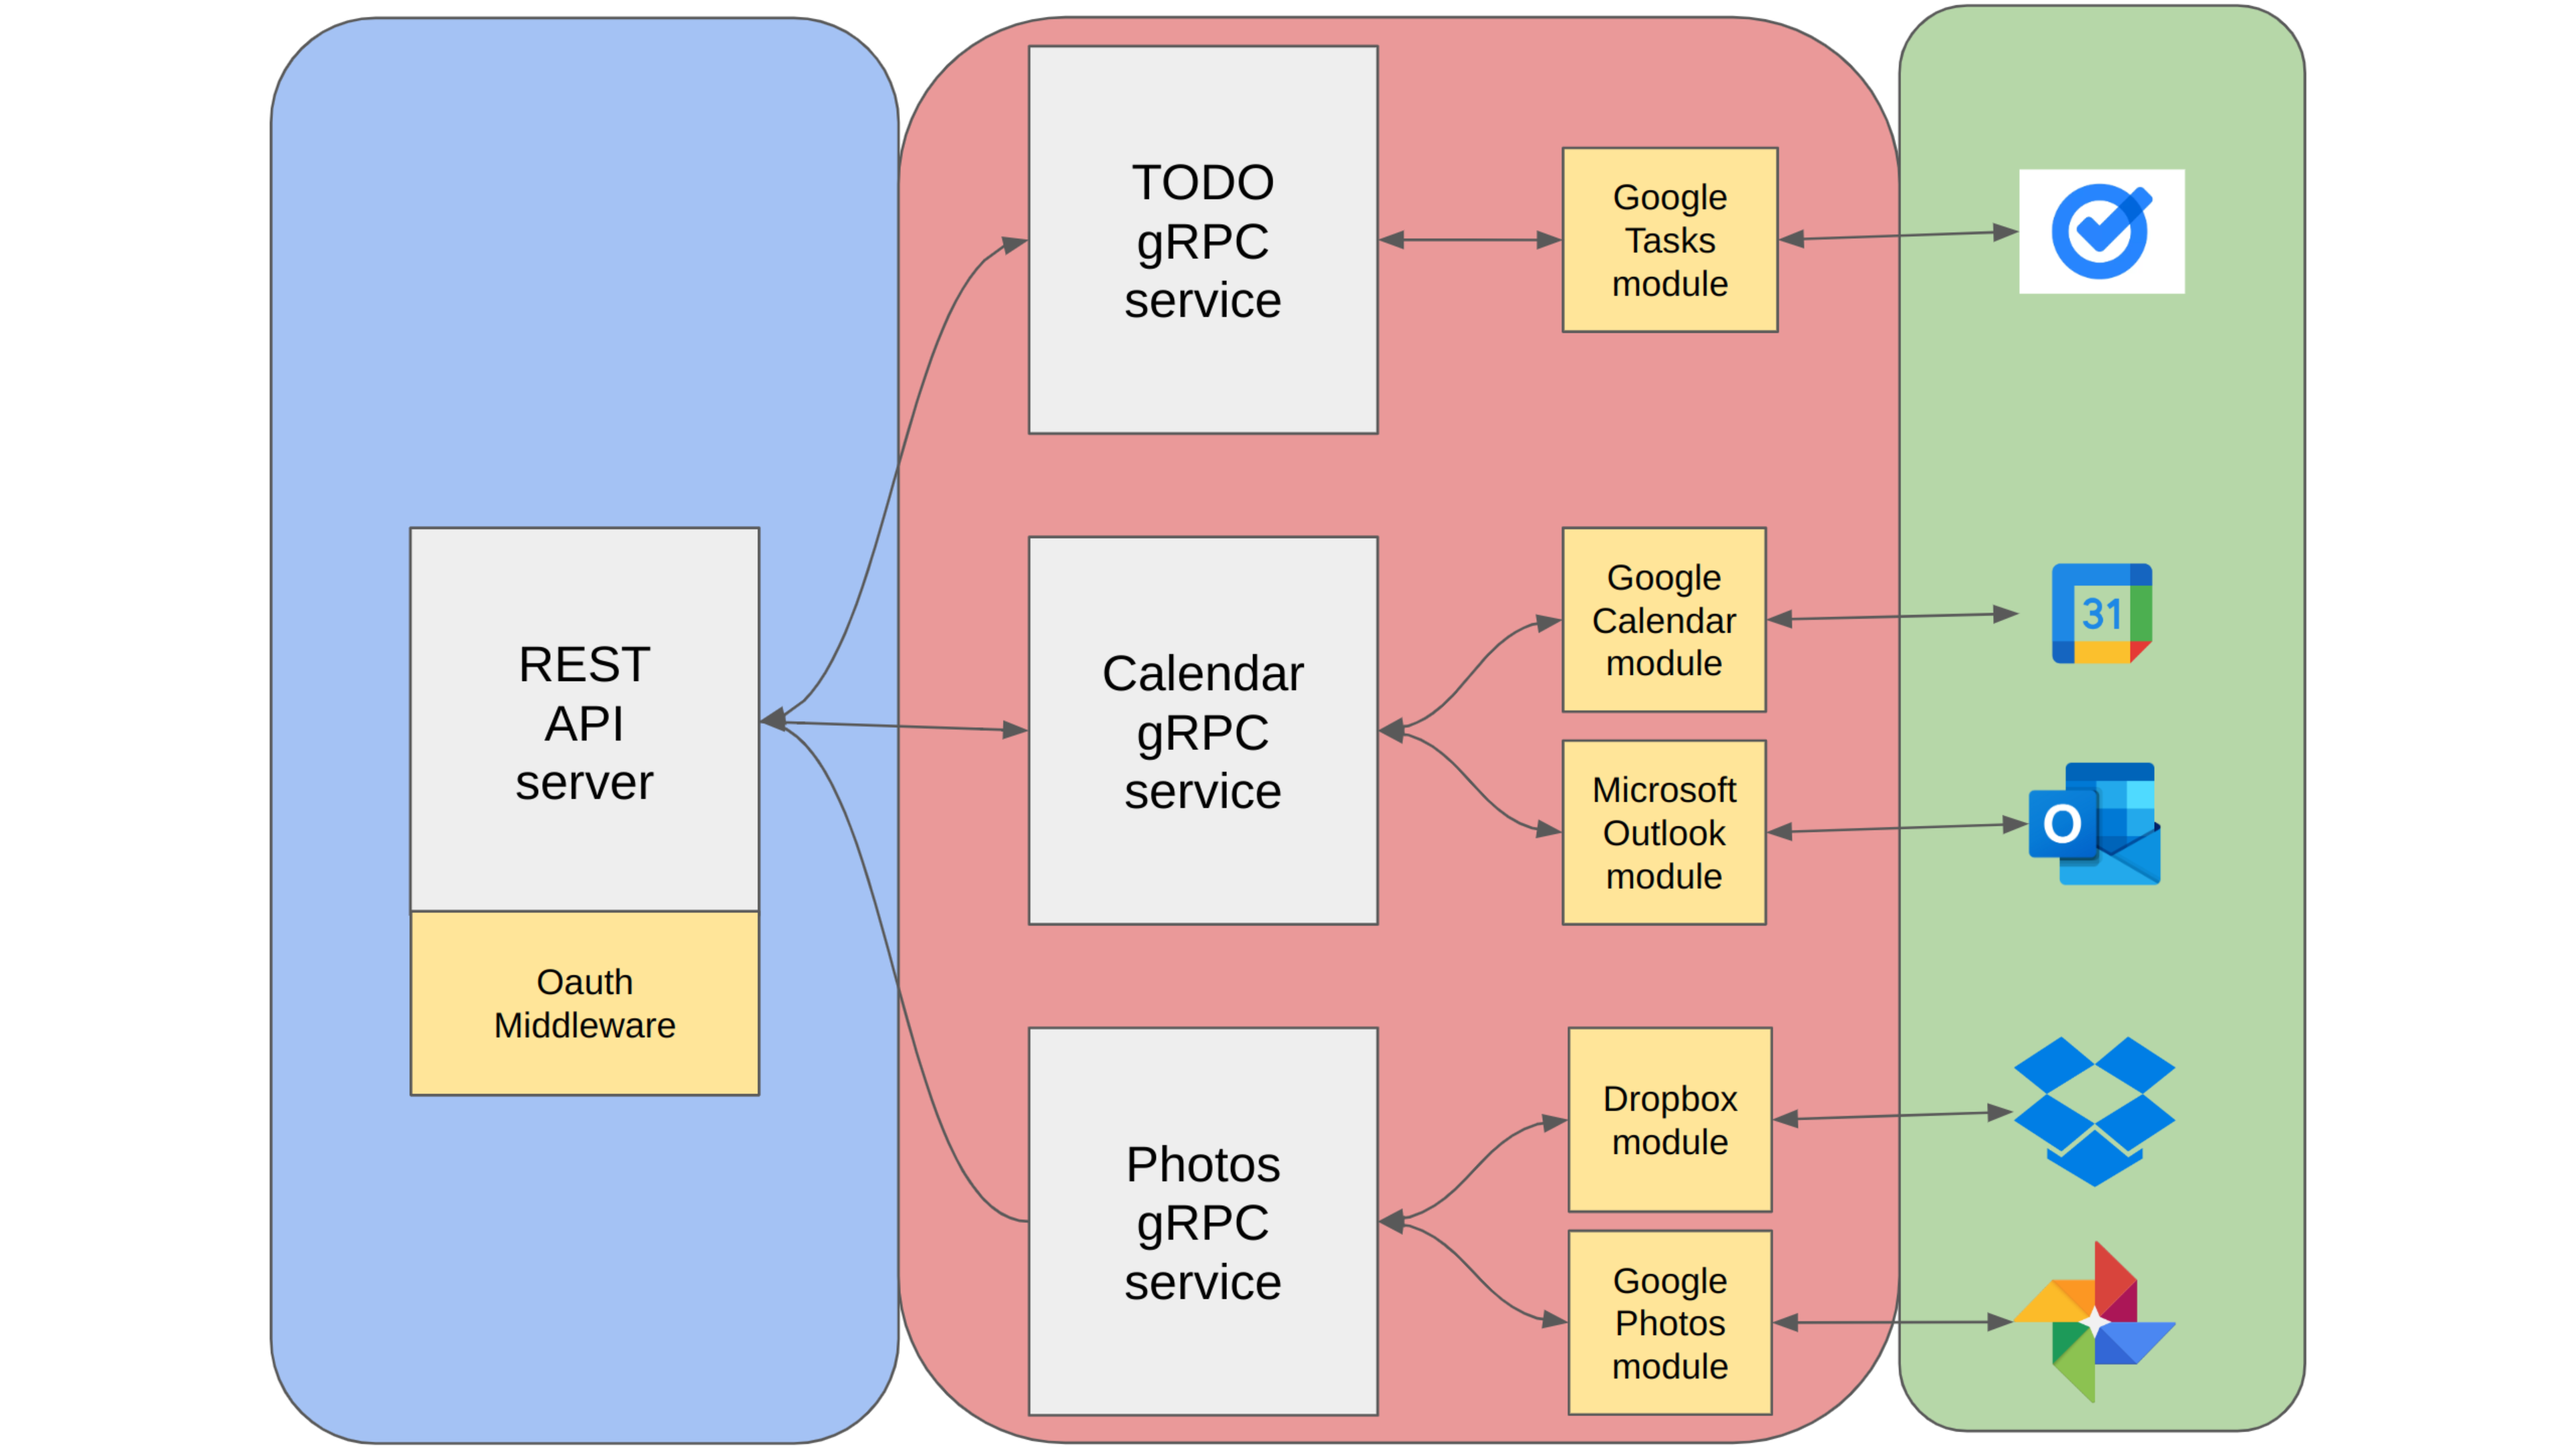 REST
API
server
Oauth
Middleware
TODO
gRPC
service
Google
Tasks
module
Calendar
gRPC
service
Google
Calendar
module
31
Microsoft
Outlook
module
O
Photos
gRPC
service
Dropbox
module
Google
Photos
module